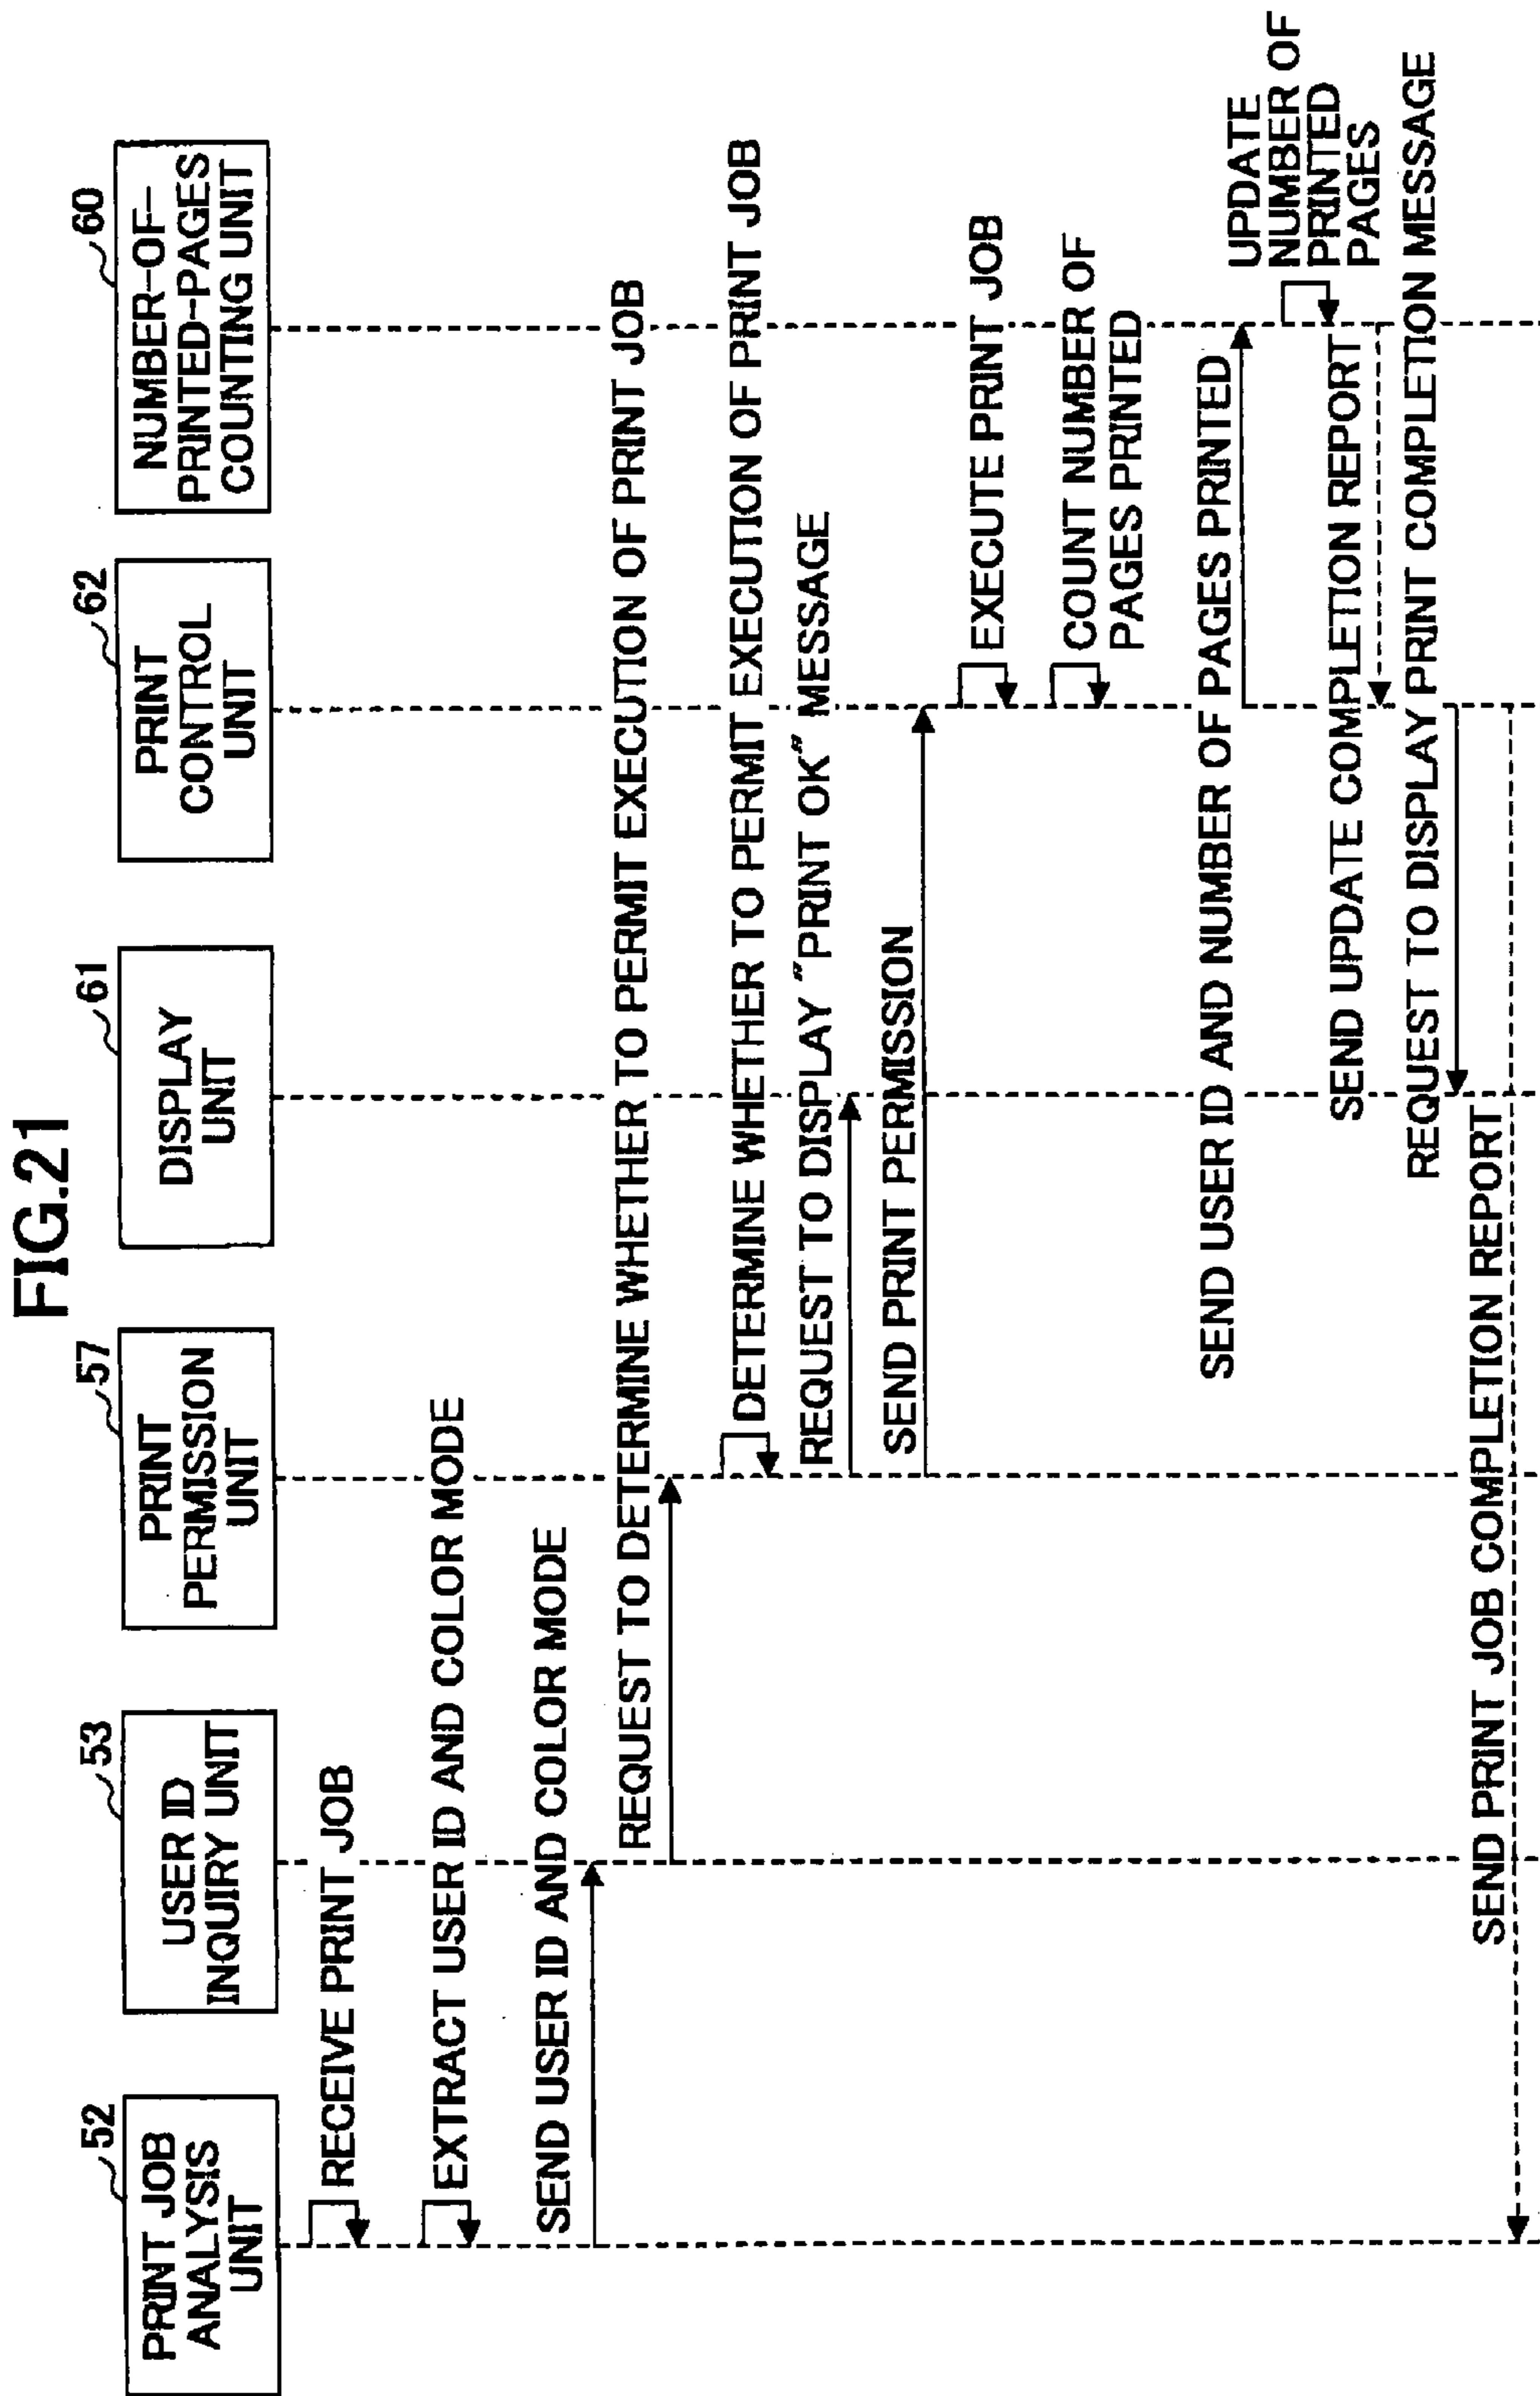 FIG.21
52
PRINT JOB
ANALYSIS
UNIT
53
USER ID
INQUIRY UNIT
57
PRINT
PERMISSION
UNIT
61
DISPLAY
UNIT
62
PRINT
CONTROL
UNIT
60
NUMBER-OF-
PRINTED-PAGES
COUNTING UNIT
RECEIVE PRINT JOB
EXTRACT USER ID AND COLOR MODE
SEND USER ID AND COLOR MODE
REQUEST TO DETERMINE WHETHER TO PERMIT EXECUTION OF PRINT JOB
DETERMINE WHETHER TO PERMIT EXECUTION OF PRINT JOB
REQUEST TO DISPLAY "PRINT OK" MESSAGE
SEND PRINT PERMISSION
EXECUTE PRINT JOB
COUNT NUMBER OF
PAGES PRINTED
SEND USER ID AND NUMBER OF PAGES PRINTED
UPDATE
NUMBER OF
PRINTED
PAGES
SEND UPDATE COMPLETION REPORT
REQUEST TO DISPLAY PRINT COMPLETION MESSAGE
SEND PRINT JOB COMPLETION REPORT